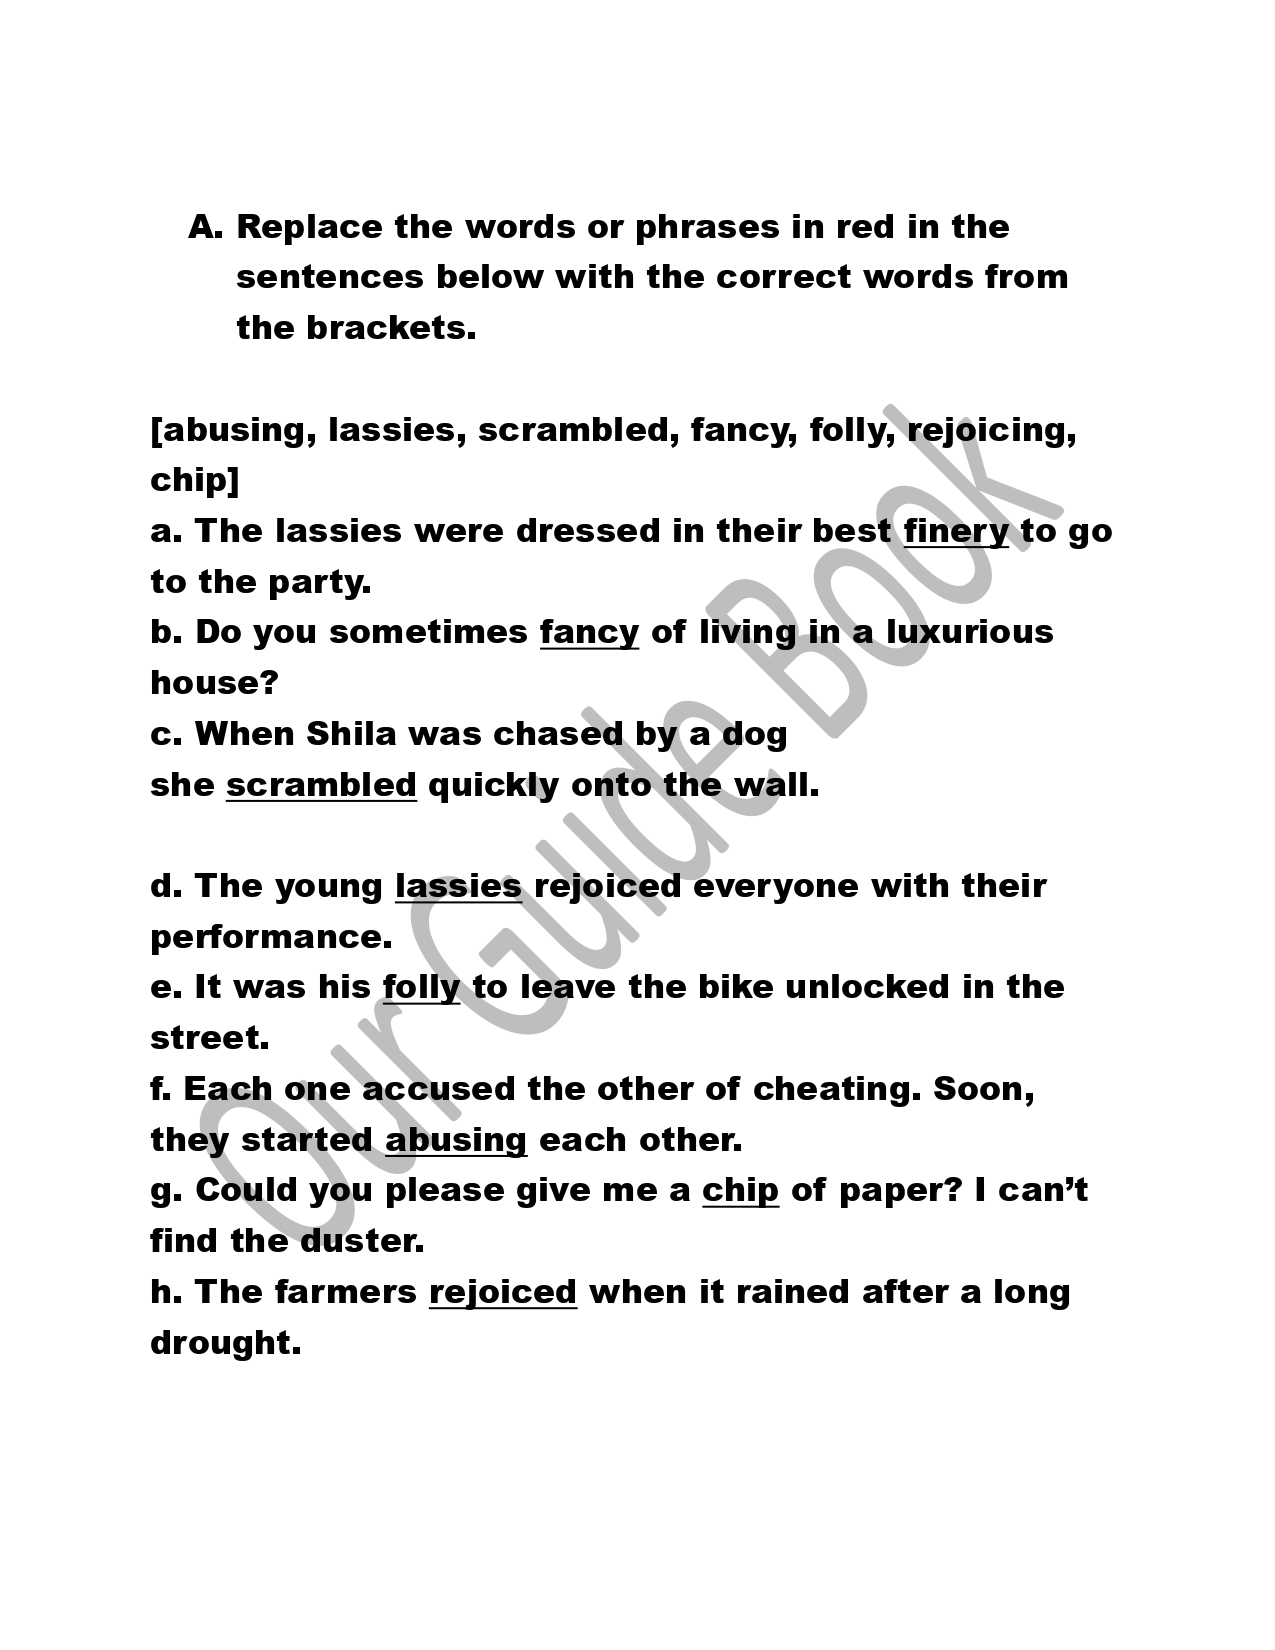 A. Replace the words or phrases in red in the
sentences below with the correct words from
the brackets.
[abusing, lassies, scrambled, fancy, folly, rejoicing,
chip]
a. The lassies were dressed in their best finery to go
to the party.
b. Do you sometimes fancy of living in a luxurious
house?
c. When Shila was chased by a dog
she scrambled quickly onto the wall.
d. The young lassies rejoiced everyone with their
performance.
e. It was his folly to leave the bike unlocked in the
street.
f. Each one accused the other of cheating. Soon,
they started abusing each other.
g. Could you please give me a chip of paper? I can’t
find the duster.
h. The farmers rejoiced when it rained after a long
drought.
Our Guide Book